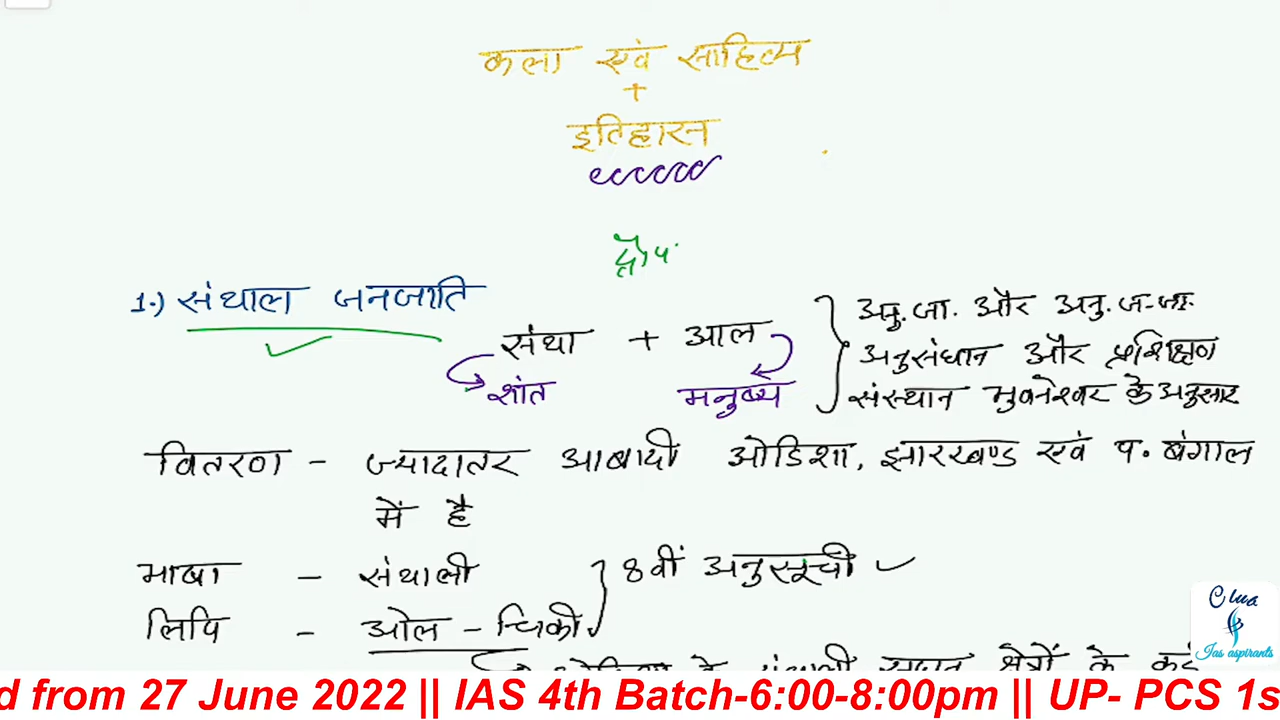 कला एवं साहित्य
+
इतिहास
द्रौप
1.) संथाल जनजाति
संथा + आल
शांत मनुष्य
अनु.जा. और अनु.ज.जा.
अनुसंधान और प्रशिक्षण
संस्थान भुवनेश्वर के अनुसार
वितरण - ज्यादातर आबादी ओडिशा, झारखण्ड एवं प. बंगाल
में है
भाषा - संथाली
8वीं अनुसूची
लिपि - ओल - चिकी
क्षेत्रों के कई
Clue
Ias aspirants
d from 27 June 2022 || IAS 4th Batch-6:00-8:00pm || UP- PCS 1s